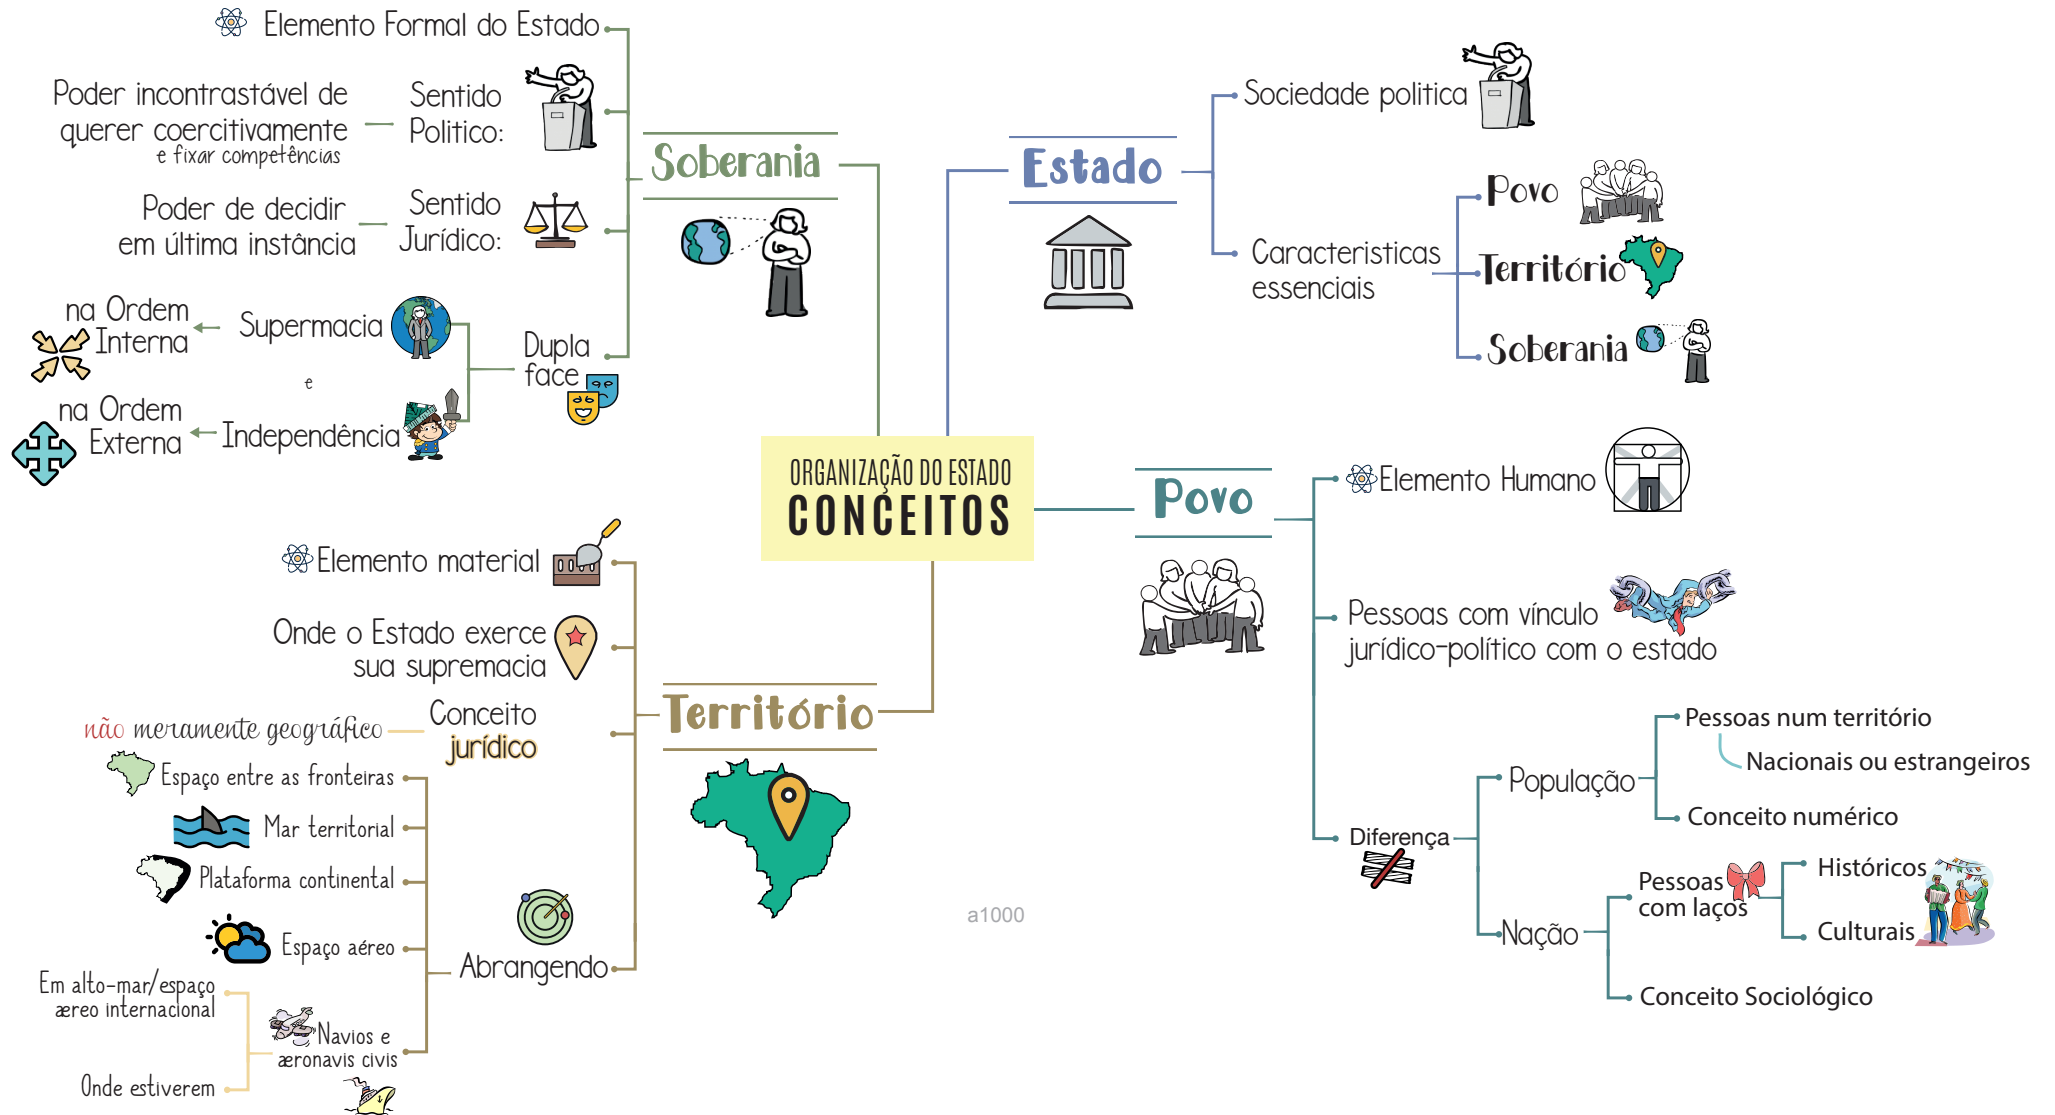 ORGANIZAÇÃO DO ESTADO
CONCEITOS
Soberania
Elemento Formal do Estado
Sentido
Politico:
Poder incontrastável de
querer coercitivamente
e fixar competências
Sentido
Jurídico:
Poder de decidir
em última instância
Dupla
face
Supermacia
na Ordem
Interna
e
Independência
na Ordem
Externa
Estado
Sociedade politica
Caracteristicas
essenciais
Povo
Território
Soberania
Povo
Elemento Humano
Pessoas com vínculo
jurídico-político com o estado
Diferença
População
Pessoas num território
Nacionais ou estrangeiros
Conceito numérico
Nação
Pessoas
com laços
Históricos
Culturais
Conceito Sociológico
Território
Elemento material
Onde o Estado exerce
sua supremacia
Conceito
jurídico
não meramente geográfico
Abrangendo
Espaço entre as fronteiras
Mar territorial
Plataforma continental
Espaço aéreo
Navios e
æronavis civis
Em alto-mar/espaço
æreo internacional
Onde estiverem
a1000